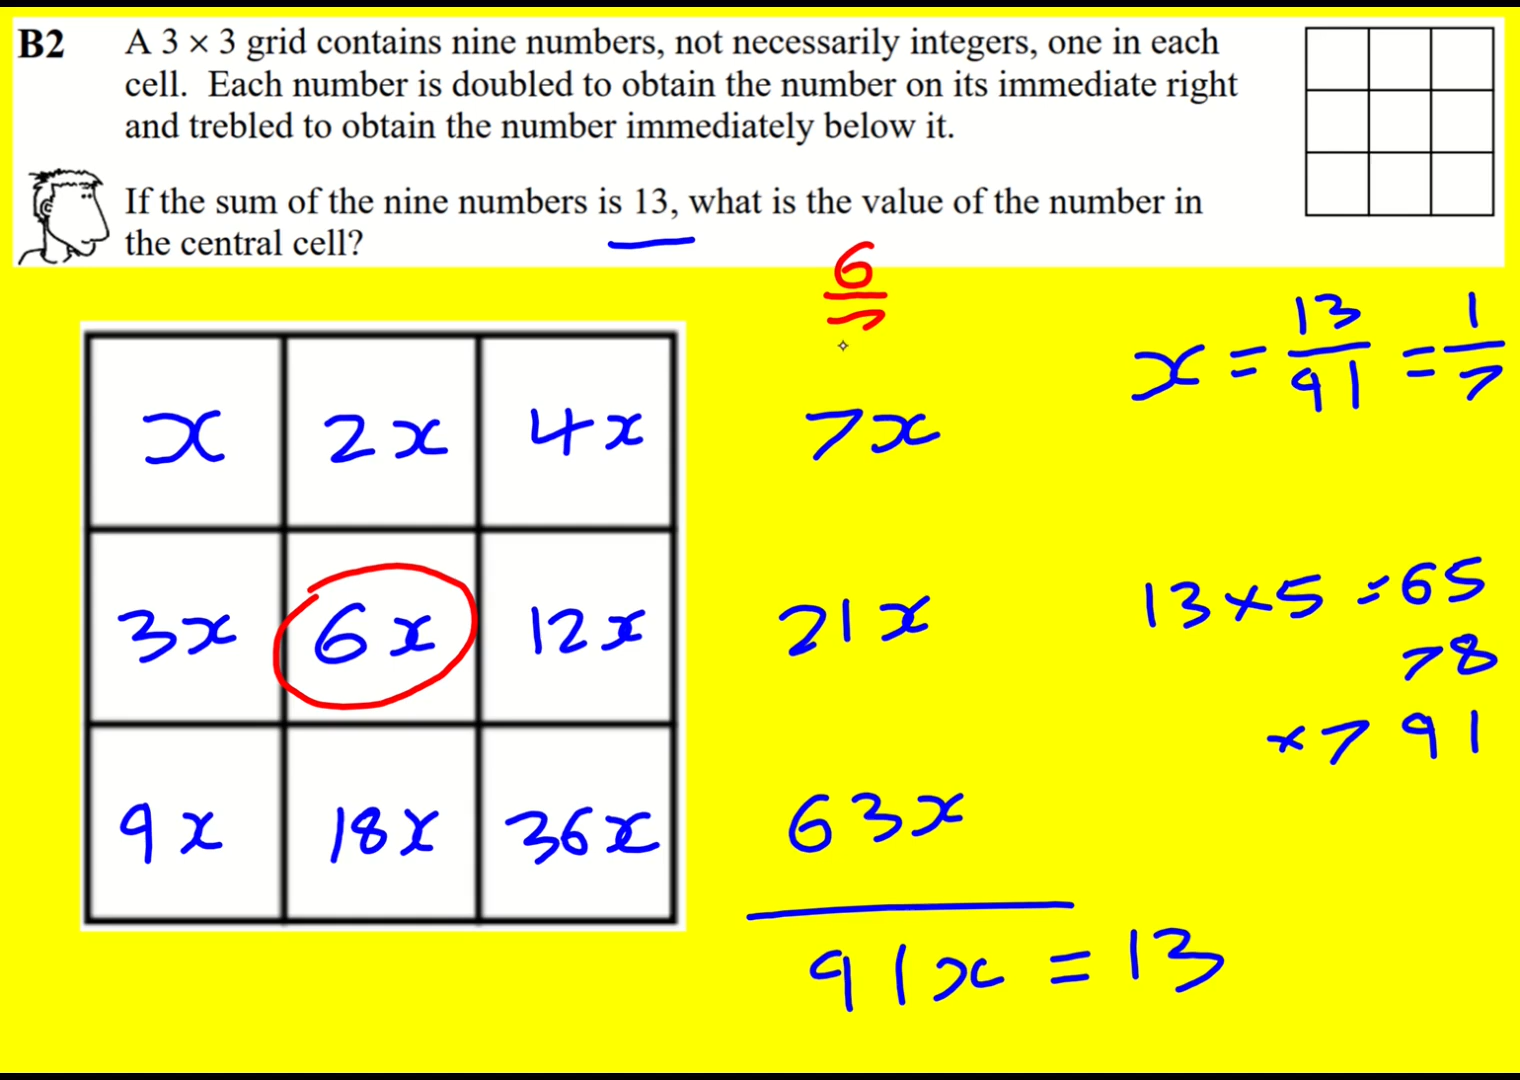 B2 A 3 × 3 grid contains nine numbers, not necessarily integers, one in each
cell. Each number is doubled to obtain the number on its immediate right
and trebled to obtain the number immediately below it.
If the sum of the nine numbers is 13, what is the value of the number in
the central cell?
6/7
x = 13/91 = 1/7
x 2x 4x 7x
3x 6x 12x 21x
13×5 = 65
78
×7 91
9x 18x 36x 63x
91x = 13